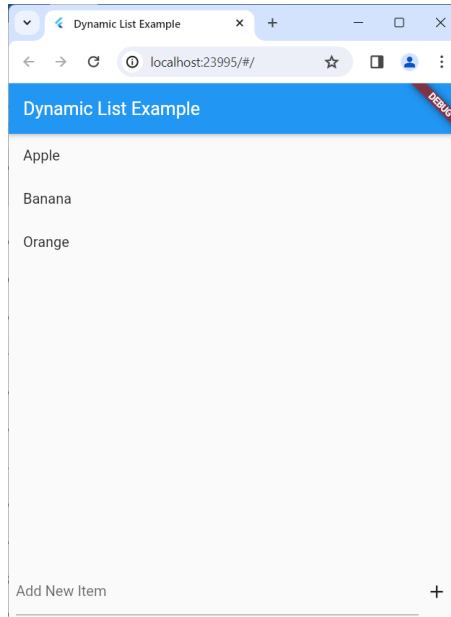 Dynamic List Example
localhost:23995/#/
Dynamic List Example
DEBUG
Apple
Banana
Orange
Add New Item